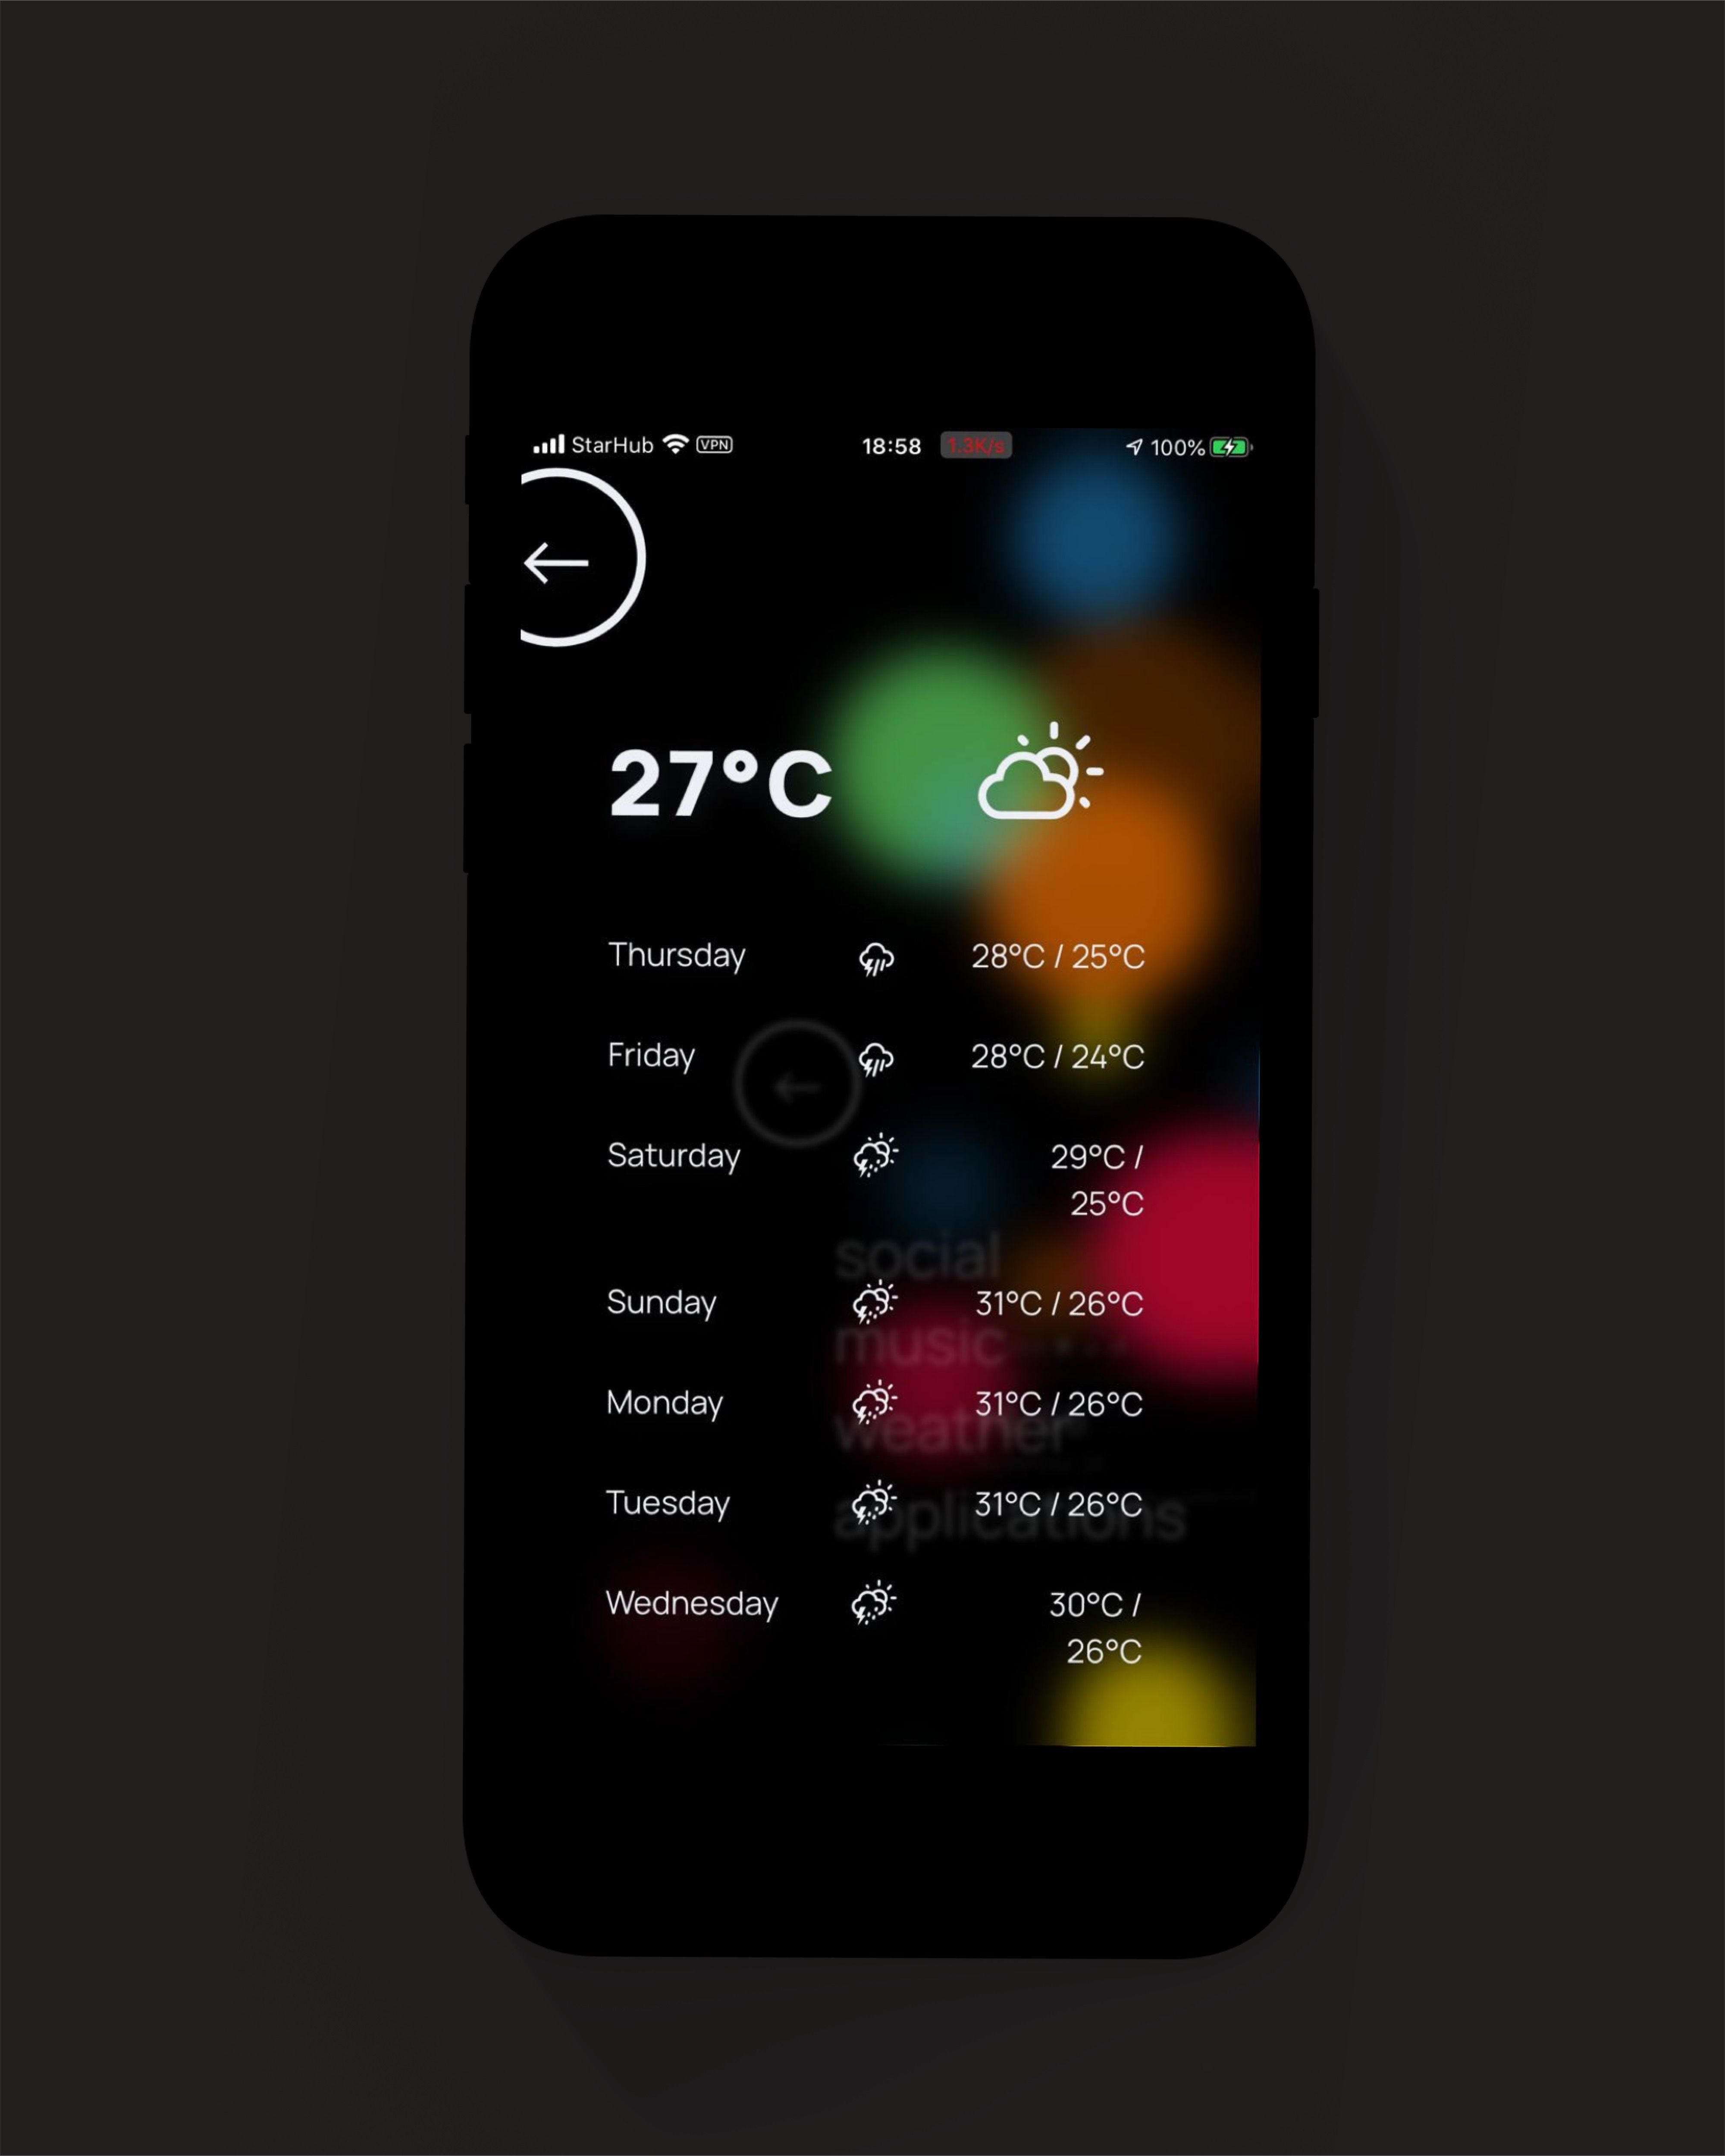 StarHub VPN 18:58 1.3K/s 100%
27°C
Thursday 28°C / 25°C
Friday 28°C / 24°C
Saturday 29°C /
25°C
social
Sunday 31°C / 26°C
music
Monday 31°C / 26°C
weather
Tuesday 31°C / 26°C
applications
Wednesday 30°C /
26°C